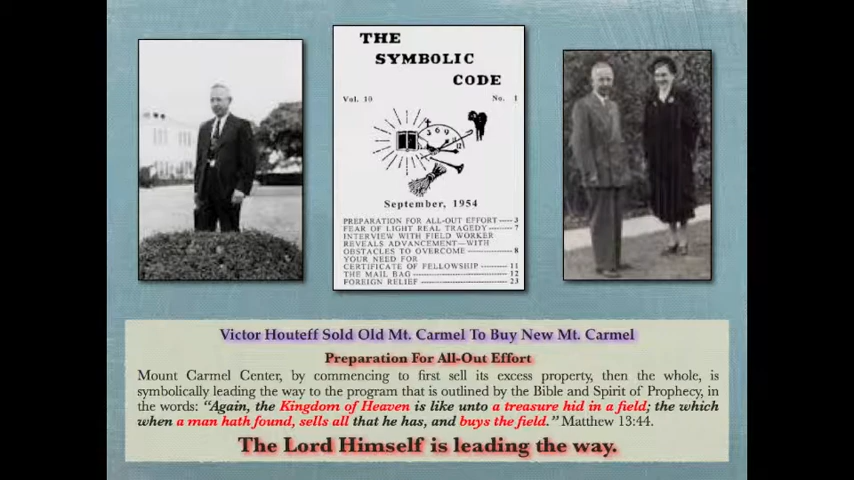 THE
SYMBOLIC
CODE
Vol. 10 No. 1
3 6 9
12
September, 1954
PREPARATION FOR ALL-OUT EFFORT — 3
FEAR OF LIGHT REAL TRAGEDY — 7
INTERVIEW WITH FIELD WORKER
REVEALS ADVANCEMENT—WITH
OBSTACLES TO OVERCOME — 8
YOUR NEED FOR
CERTIFICATE OF FELLOWSHIP — 11
THE MAIL BAG — 12
FOREIGN RELIEF — 23
Victor Houteff Sold Old Mt. Carmel To Buy New Mt. Carmel
Preparation For All-Out Effort
Mount Carmel Center, by commencing to first sell its excess property, then the whole, is
symbolically leading the way to the program that is outlined by the Bible and Spirit of Prophecy, in
the words: “Again, the Kingdom of Heaven is like unto a treasure hid in a field; the which
when a man hath found, sells all that he has, and buys the field.” Matthew 13:44.
The Lord Himself is leading the way.